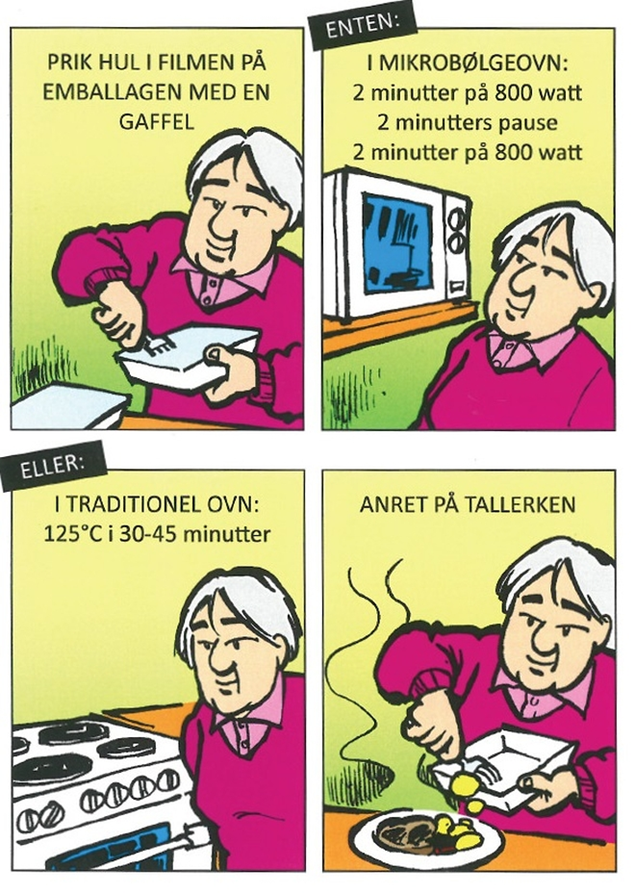 PRIK HUL I FILMEN PÅ
EMBALLAGEN MED EN
GAFFEL
ENTEN:
I MIKROBØLGEOVN:
2 minutter på 800 watt
2 minutters pause
2 minutter på 800 watt
ELLER:
I TRADITIONEL OVN:
125°C i 30-45 minutter
ANRET PÅ TALLERKEN